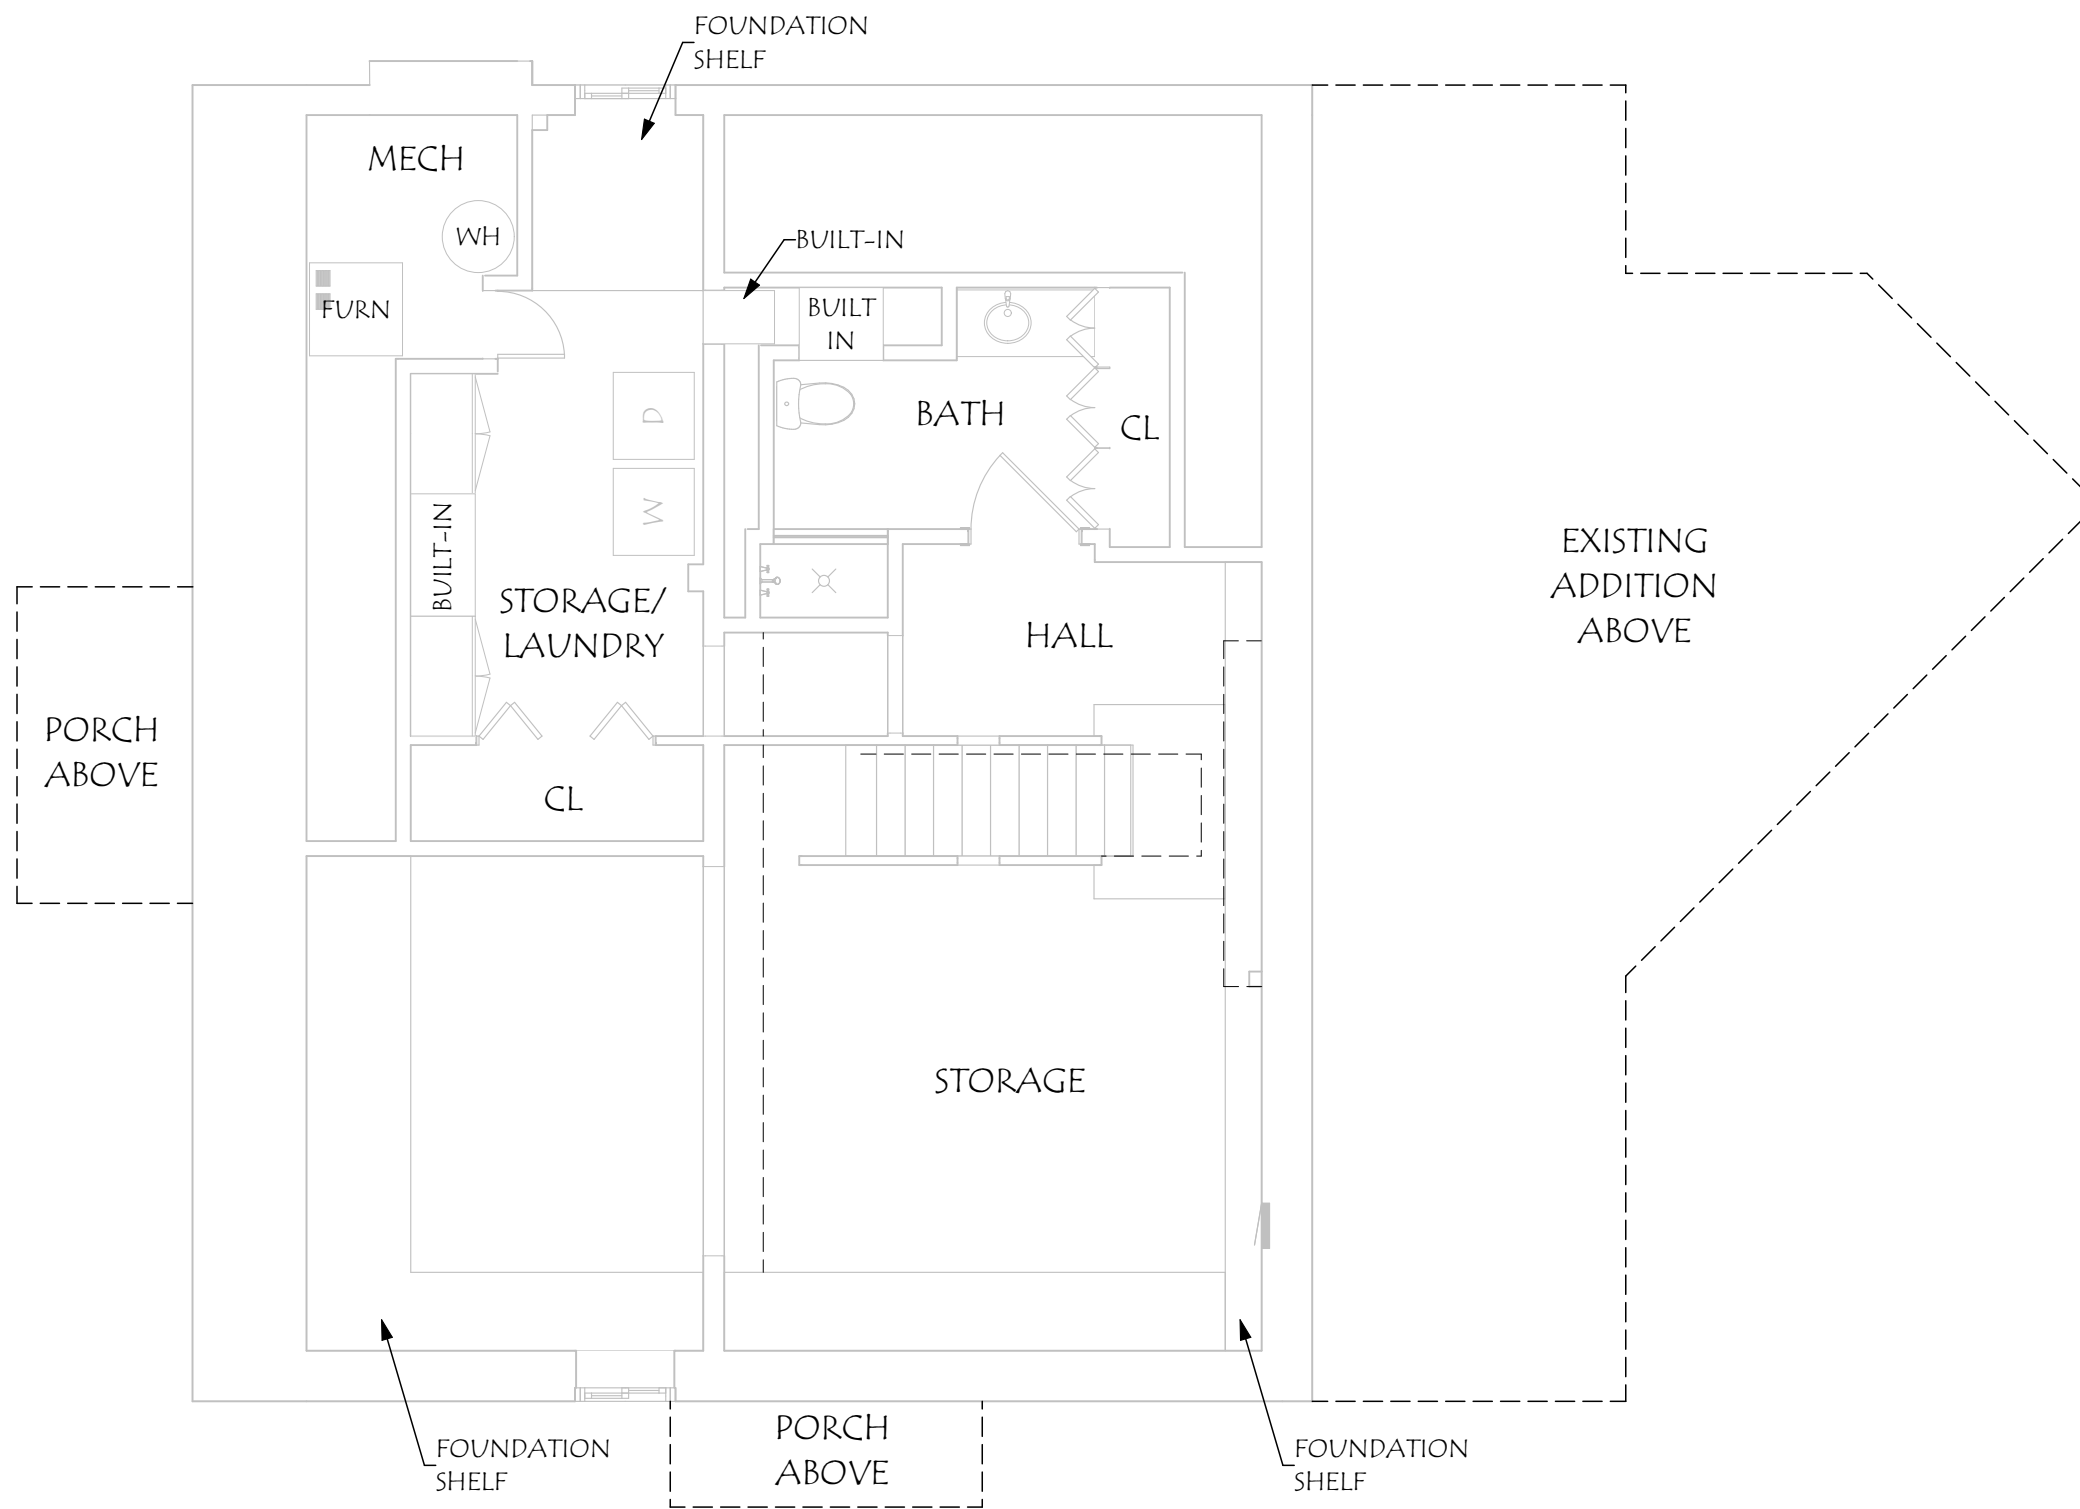 FOUNDATION
SHELF
MECH
WH
BUILT-IN
FURN
BUILT
IN
D
BATH
CL
W
BUILT-IN
STORAGE/
LAUNDRY
HALL
EXISTING
ADDITION
ABOVE
PORCH
ABOVE
CL
STORAGE
FOUNDATION
SHELF
PORCH
ABOVE
FOUNDATION
SHELF